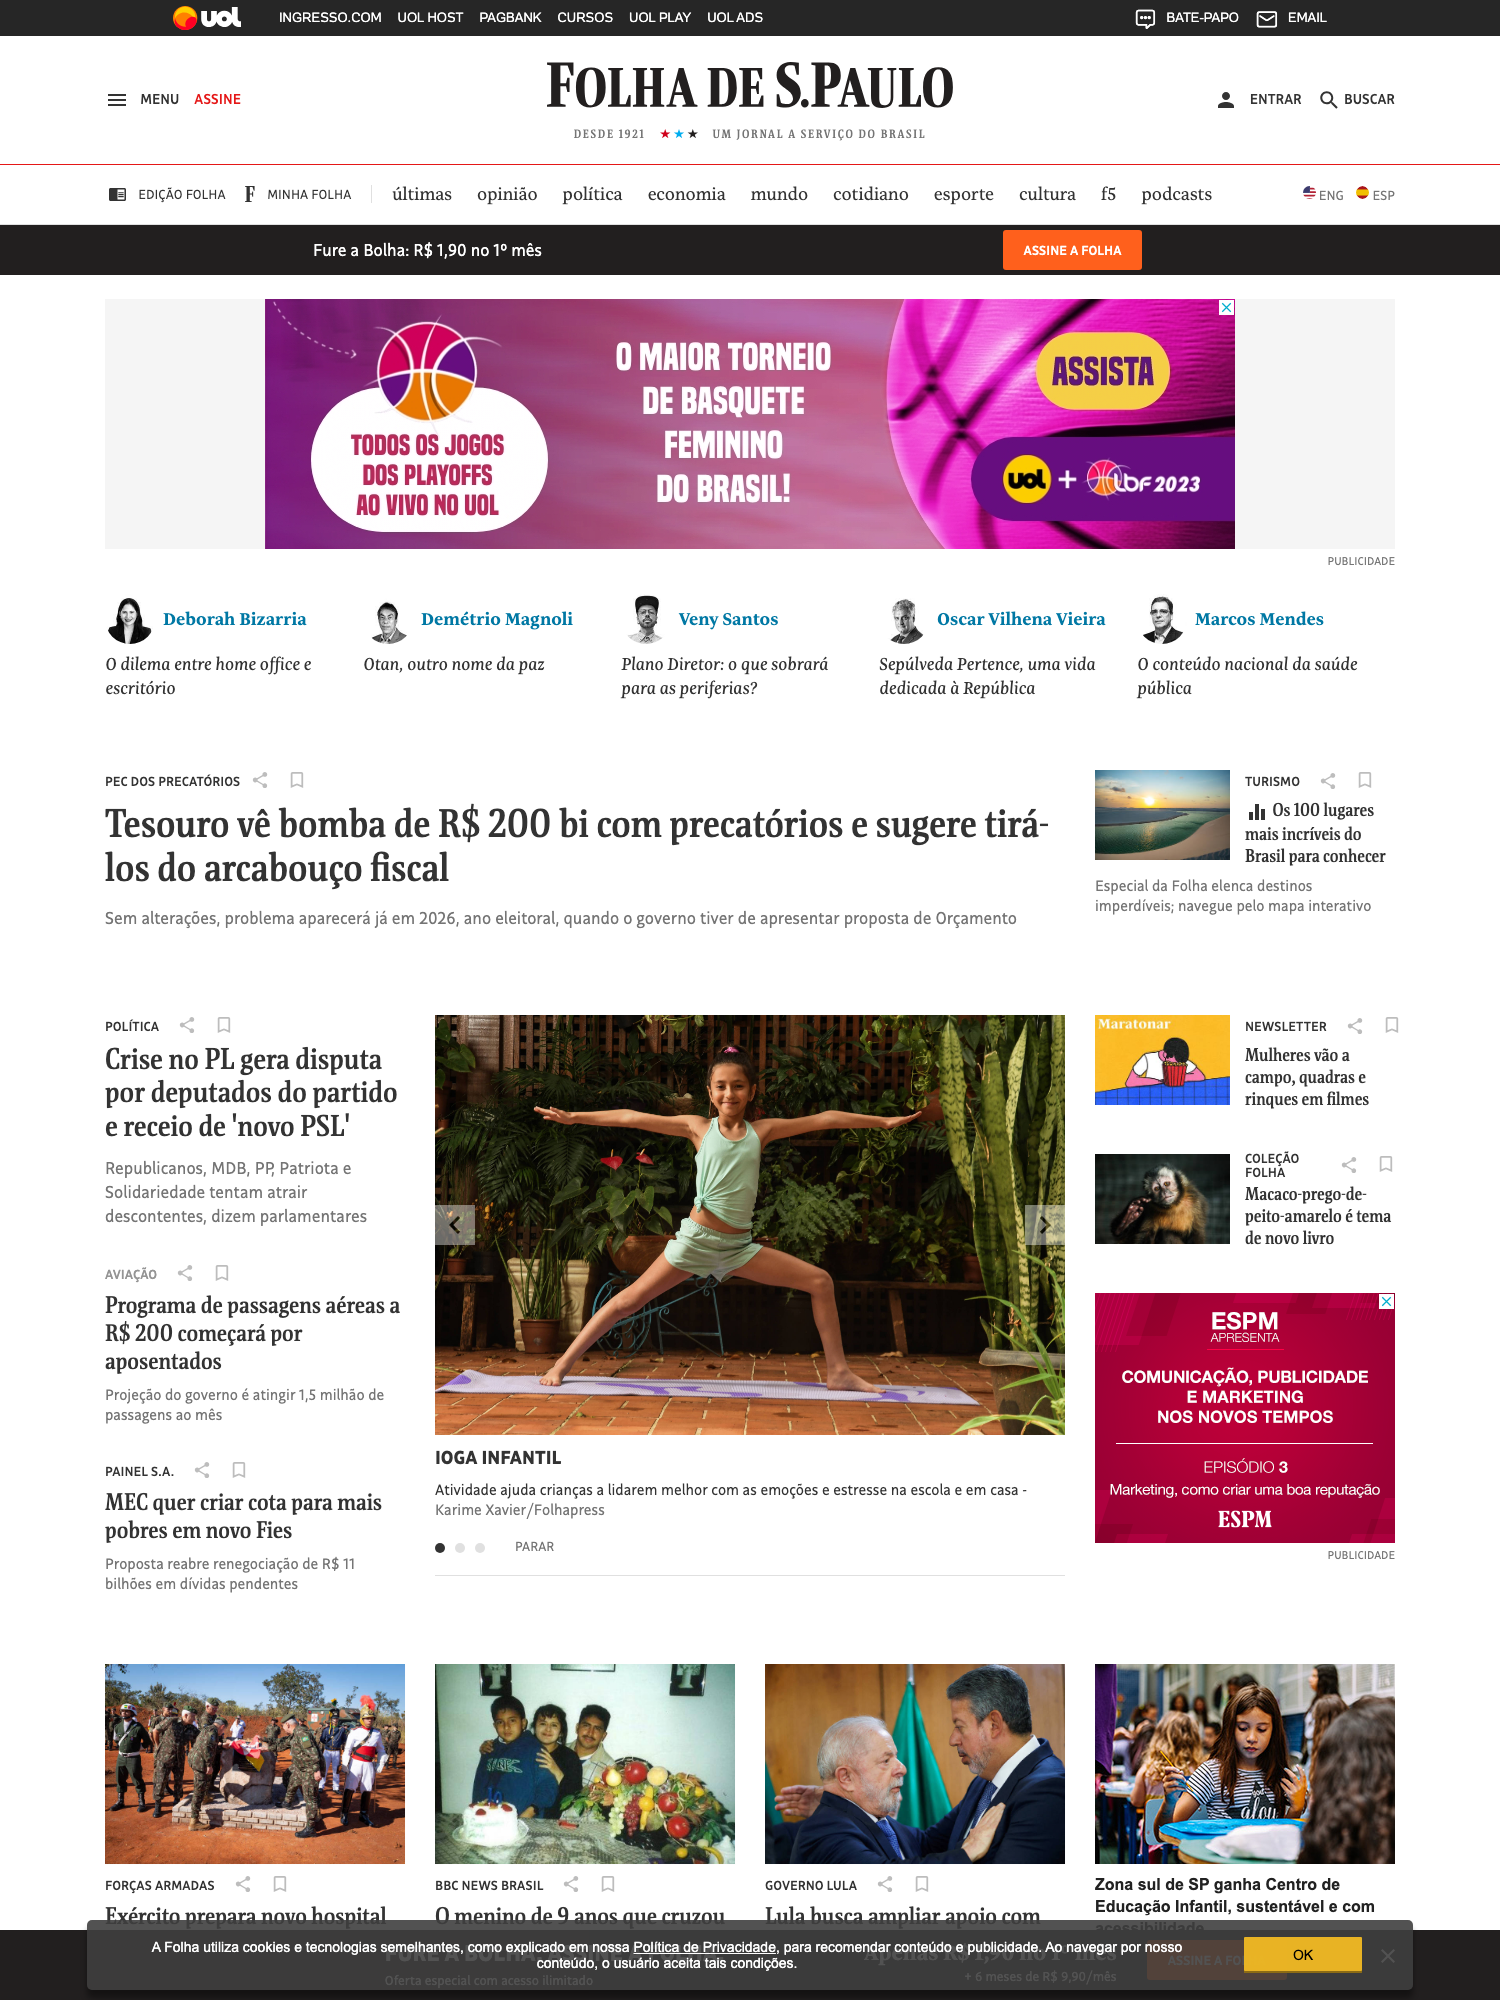 uol INGRESSO.COM UOL HOST PAGBANK CURSOS UOL PLAY UOL ADS BATE-PAPO EMAIL
MENU ASSINE FOLHA DE S.PAULO ENTRAR BUSCAR
DESDE 1921 ★★★ UM JORNAL A SERVIÇO DO BRASIL
EDIÇÃO FOLHA F MINHA FOLHA últimas opinião política economia mundo cotidiano esporte cultura f5 podcasts ENG ESP
Fure a Bolha: R$ 1,90 no 1º mês ASSINE A FOLHA
TODOS OS JOGOS
DOS PLAYOFFS
AO VIVO NO UOL
O MAIOR TORNEIO
DE BASQUETE
FEMININO
DO BRASIL!
ASSISTA
uol + LBF 2023
PUBLICIDADE
Deborah Bizarria
O dilema entre home office e
escritório
Demétrio Magnoli
Otan, outro nome da paz
Veny Santos
Plano Diretor: o que sobrará
para as periferias?
Oscar Vilhena Vieira
Sepúlveda Pertence, uma vida
dedicada à República
Marcos Mendes
O conteúdo nacional da saúde
pública
PEC DOS PRECATÓRIOS
Tesouro vê bomba de R$ 200 bi com precatórios e sugere tirá-
los do arcabouço fiscal
Sem alterações, problema aparecerá já em 2026, ano eleitoral, quando o governo tiver de apresentar proposta de Orçamento
TURISMO
Os 100 lugares
mais incríveis do
Brasil para conhecer
Especial da Folha elenca destinos
imperdíveis; navegue pelo mapa interativo
POLÍTICA
Crise no PL gera disputa
por deputados do partido
e receio de 'novo PSL'
Republicanos, MDB, PP, Patriota e
Solidariedade tentam atrair
descontentes, dizem parlamentares
AVIAÇÃO
Programa de passagens aéreas a
R$ 200 começará por
aposentados
Projeção do governo é atingir 1,5 milhão de
passagens ao mês
PAINEL S.A.
MEC quer criar cota para mais
pobres em novo Fies
Proposta reabre renegociação de R$ 11
bilhões em dívidas pendentes
IOGA INFANTIL
Atividade ajuda crianças a lidarem melhor com as emoções e estresse na escola e em casa -
Karime Xavier/Folhapress
PARAR
Maratonar
NEWSLETTER
Mulheres vão a
campo, quadras e
rinques em filmes
COLEÇÃO
FOLHA
Macaco-prego-de-
peito-amarelo é tema
de novo livro
ESPM
APRESENTA
COMUNICAÇÃO, PUBLICIDADE
E MARKETING
NOS NOVOS TEMPOS
EPISÓDIO 3
Marketing, como criar uma boa reputação
ESPM
PUBLICIDADE
FORÇAS ARMADAS
Exército prepara novo hospital
BBC NEWS BRASIL
O menino de 9 anos que cruzou
GOVERNO LULA
Lula busca ampliar apoio com
Zona sul de SP ganha Centro de
Educação Infantil, sustentável e com
acessibilidade
A Folha utiliza cookies e tecnologias semelhantes, como explicado em nossa Política de Privacidade, para recomendar conteúdo e publicidade. Ao navegar por nosso
conteúdo, o usuário aceita tais condições.
OK
Apenas R$ 1,90 no 1º mês
Oferta especial com acesso ilimitado
+ 6 meses de R$ 9,90/mês